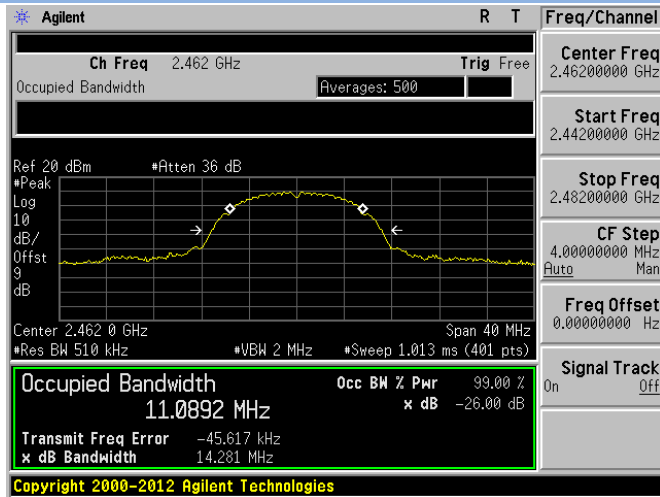 Agilent R T Freq/Channel
Ch Freq 2.462 GHz Trig Free
Occupied Bandwidth Averages: 500
Center Freq
2.46200000 GHz
Start Freq
2.44200000 GHz
Stop Freq
2.48200000 GHz
CF Step
4.00000000 MHz
Auto Man
Freq Offset
0.00000000 Hz
Signal Track
On Off
Ref 20 dBm #Atten 36 dB
#Peak
Log
10
dB/
Offst
9
dB
Center 2.462 0 GHz Span 40 MHz
#Res BW 510 kHz #VBW 2 MHz #Sweep 1.013 ms (401 pts)
Occupied Bandwidth Occ BW % Pwr 99.00 %
11.0892 MHz x dB -26.00 dB
Transmit Freq Error -45.617 kHz
x dB Bandwidth 14.281 MHz
Copyright 2000-2012 Agilent Technologies